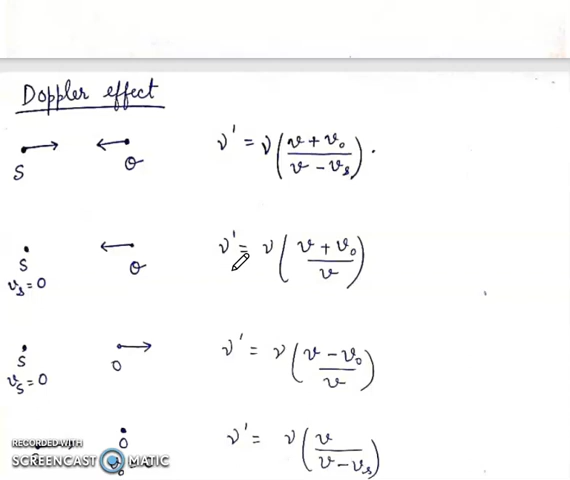 Doppler effect
S O ν' = ν ( v + v₀ / v - vₛ ) .
S O ν' = ν ( v + v₀ / v )
vₛ = 0
S O ν' = ν ( v - v₀ / v )
vₛ = 0
O ν' = ν ( v / v - vₛ )
RECORDED WITH
SCREENCAST MATIC